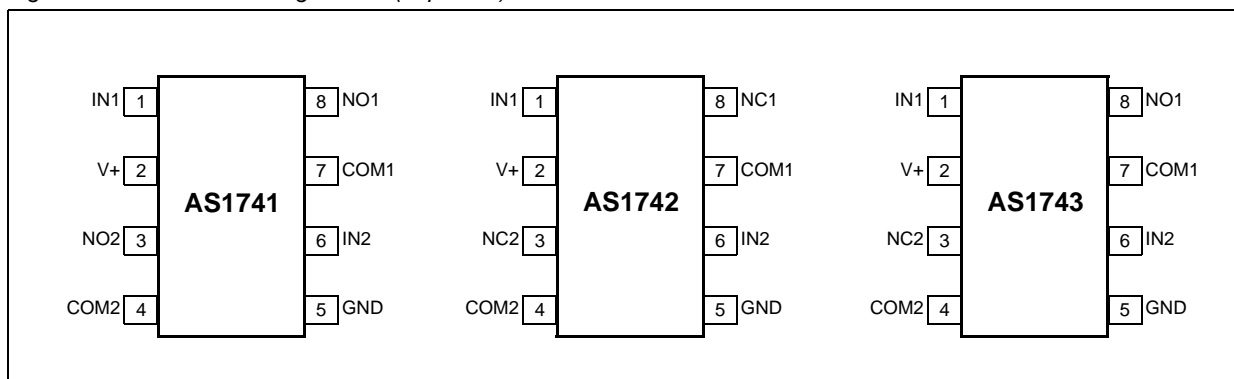 IN1 1 8 NO1
V+ 2 7 COM1
AS1741
NO2 3 6 IN2
COM2 4 5 GND
IN1 1 8 NC1
V+ 2 7 COM1
AS1742
NC2 3 6 IN2
COM2 4 5 GND
IN1 1 8 NO1
V+ 2 7 COM1
AS1743
NC2 3 6 IN2
COM2 4 5 GND